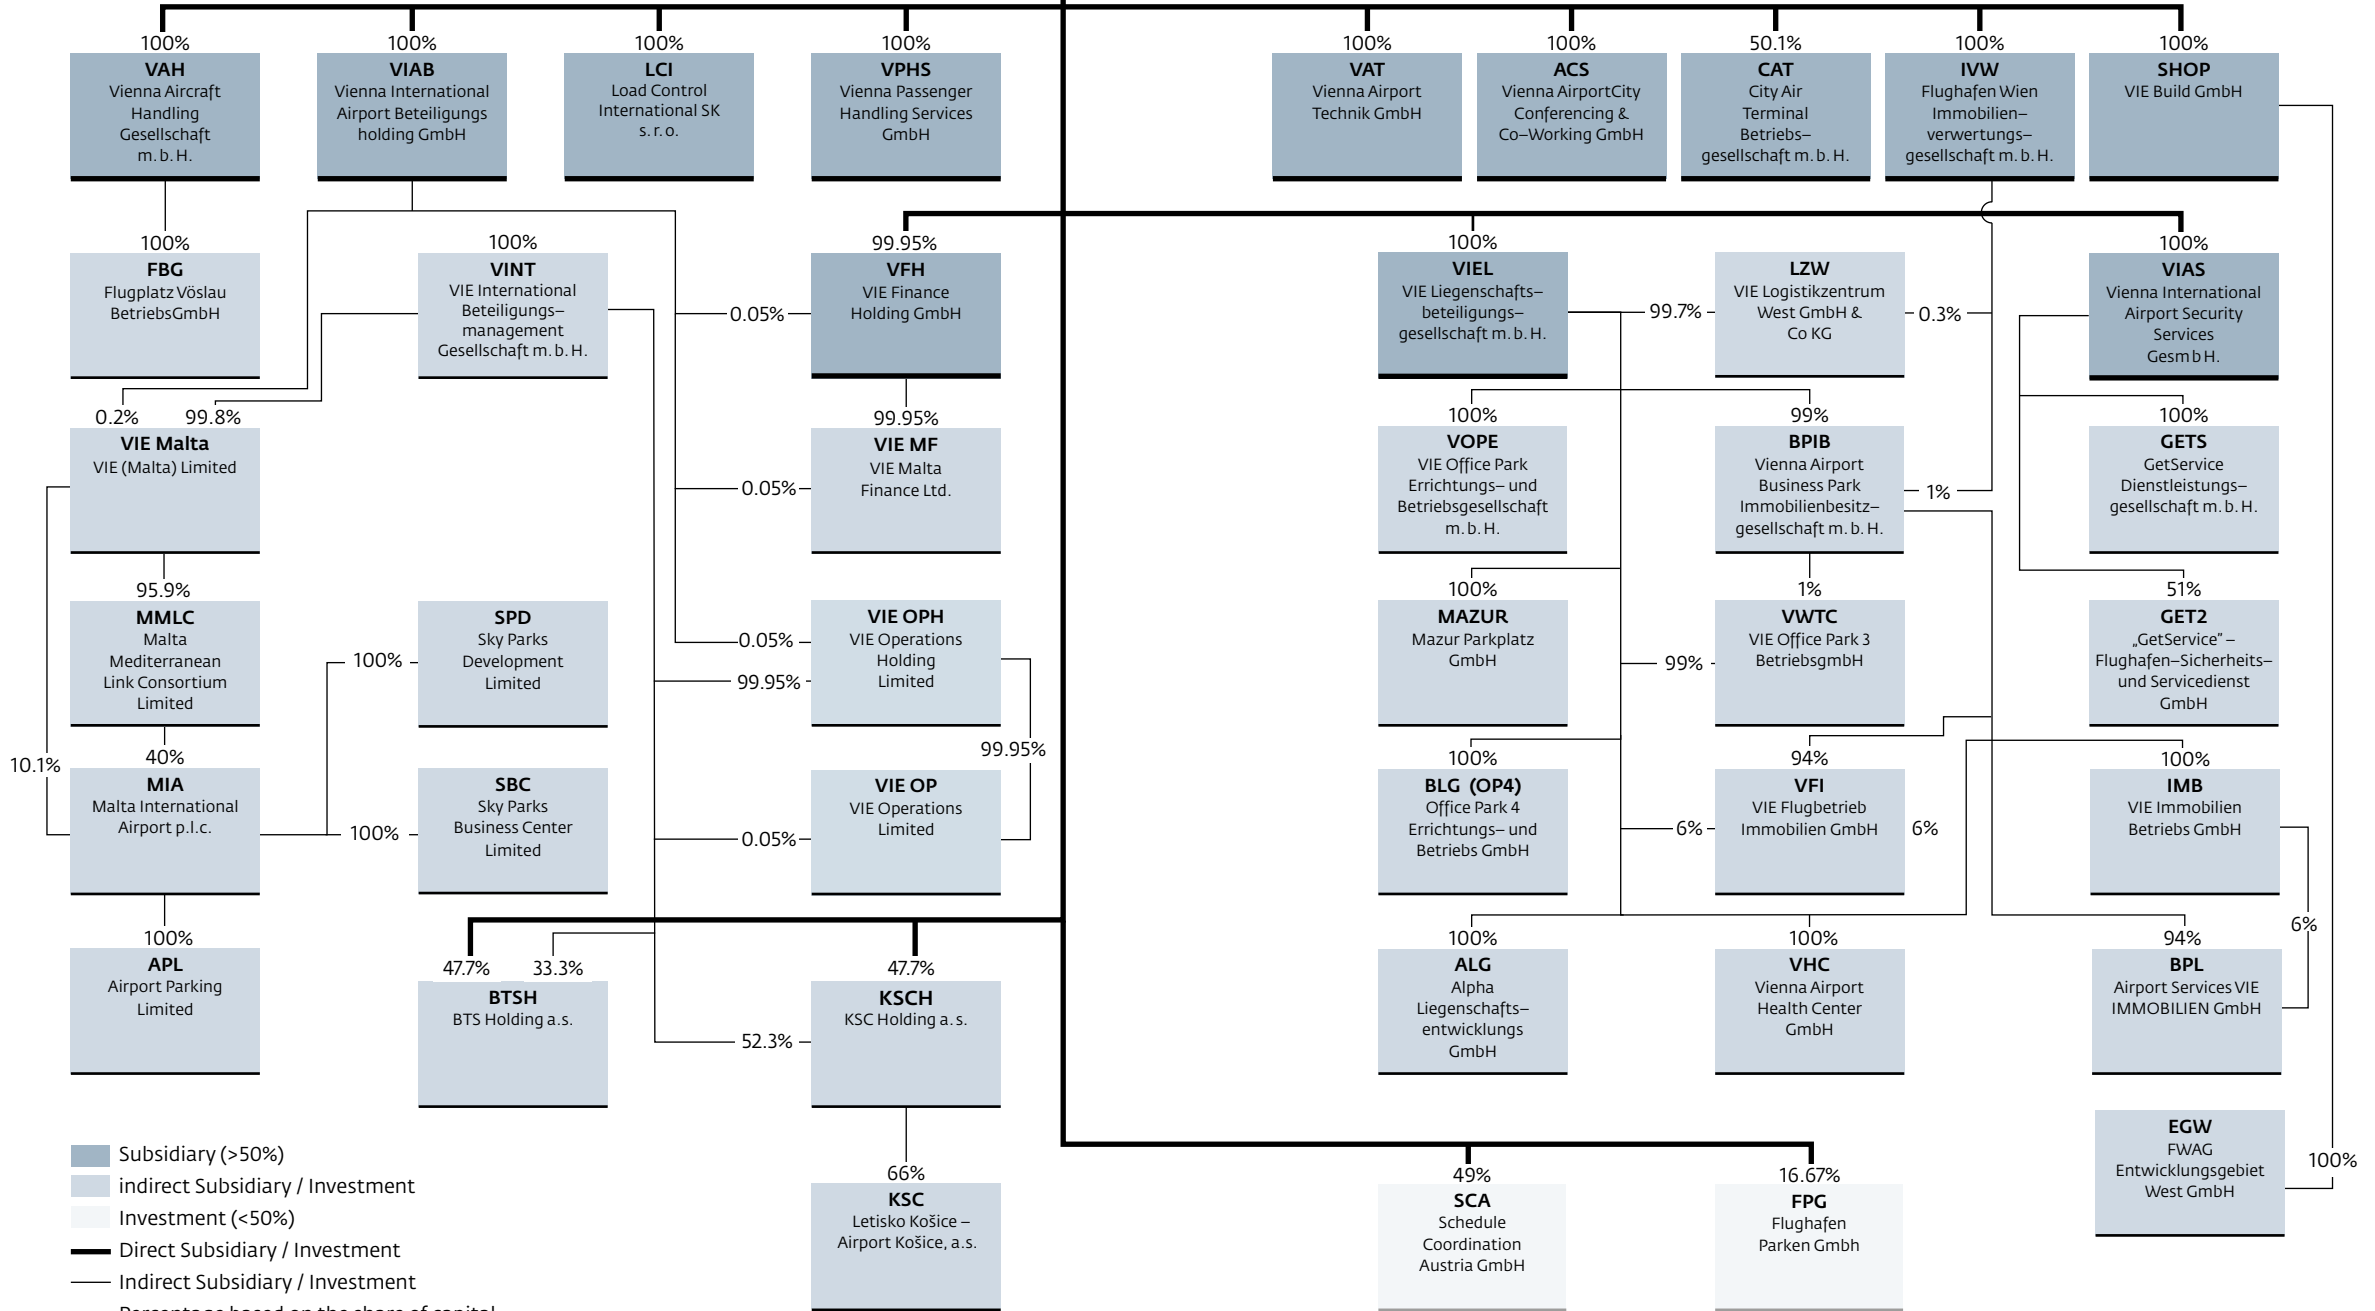 100%
VAH
Vienna Aircraft
Handling
Gesellschaft
m. b. H.
100%
VIAB
Vienna International
Airport Beteiligungs
holding GmbH
100%
LCI
Load Control
International SK
s. r. o.
100%
VPHS
Vienna Passenger
Handling Services
GmbH
100%
VAT
Vienna Airport
Technik GmbH
100%
ACS
Vienna AirportCity
Conferencing &
Co–Working GmbH
50.1%
CAT
City Air
Terminal
Betriebs–
gesellschaft m. b. H.
100%
IVW
Flughafen Wien
Immobilien–
verwertungs–
gesellschaft m. b. H.
100%
SHOP
VIE Build GmbH
100%
FBG
Flugplatz Vöslau
BetriebsGmbH
100%
VINT
VIE International
Beteiligungs–
management
Gesellschaft m. b. H.
99.95%
VFH
VIE Finance
Holding GmbH
0.05%
100%
VIEL
VIE Liegenschafts–
beteiligungs–
gesellschaft m. b. H.
99.7%
LZW
VIE Logistikzentrum
West GmbH &
Co KG
0.3%
100%
VIAS
Vienna International
Airport Security
Services
Gesm b H.
0.2%
99.8%
VIE Malta
VIE (Malta) Limited
99.95%
VIE MF
VIE Malta
Finance Ltd.
0.05%
100%
VOPE
VIE Office Park
Errichtungs– und
Betriebsgesellschaft
m. b. H.
99%
BPIB
Vienna Airport
Business Park
Immobilienbesitz–
gesellschaft m. b. H.
1%
100%
GETS
GetService
Dienstleistungs–
gesellschaft m. b. H.
95.9%
MMLC
Malta
Mediterranean
Link Consortium
Limited
100%
SPD
Sky Parks
Development
Limited
0.05%
99.95%
VIE OPH
VIE Operations
Holding
Limited
99.95%
100%
MAZUR
Mazur Parkplatz
GmbH
99%
1%
VWTC
VIE Office Park 3
BetriebsgmbH
51%
GET2
„GetService” –
Flughafen–Sicherheits–
und Servicedienst
GmbH
10.1%
40%
MIA
Malta International
Airport p.l.c.
100%
SBC
Sky Parks
Business Center
Limited
0.05%
VIE OP
VIE Operations
Limited
100%
BLG (OP4)
Office Park 4
Errichtungs– und
Betriebs GmbH
6%
94%
VFI
VIE Flugbetrieb
Immobilien GmbH
6%
100%
IMB
VIE Immobilien
Betriebs GmbH
6%
100%
APL
Airport Parking
Limited
47.7%
33.3%
BTSH
BTS Holding a.s.
47.7%
KSCH
KSC Holding a. s.
52.3%
100%
ALG
Alpha
Liegenschafts–
entwicklungs
GmbH
100%
VHC
Vienna Airport
Health Center
GmbH
94%
BPL
Airport Services VIE
IMMOBILIEN GmbH
66%
KSC
Letisko Košice –
Airport Košice, a.s.
49%
SCA
Schedule
Coordination
Austria GmbH
16.67%
FPG
Flughafen
Parken Gmbh
EGW
FWAG
Entwicklungsgebiet
West GmbH
100%
Subsidiary (>50%)
indirect Subsidiary / Investment
Investment (<50%)
Direct Subsidiary / Investment
Indirect Subsidiary / Investment
Percentage based on the share of capital